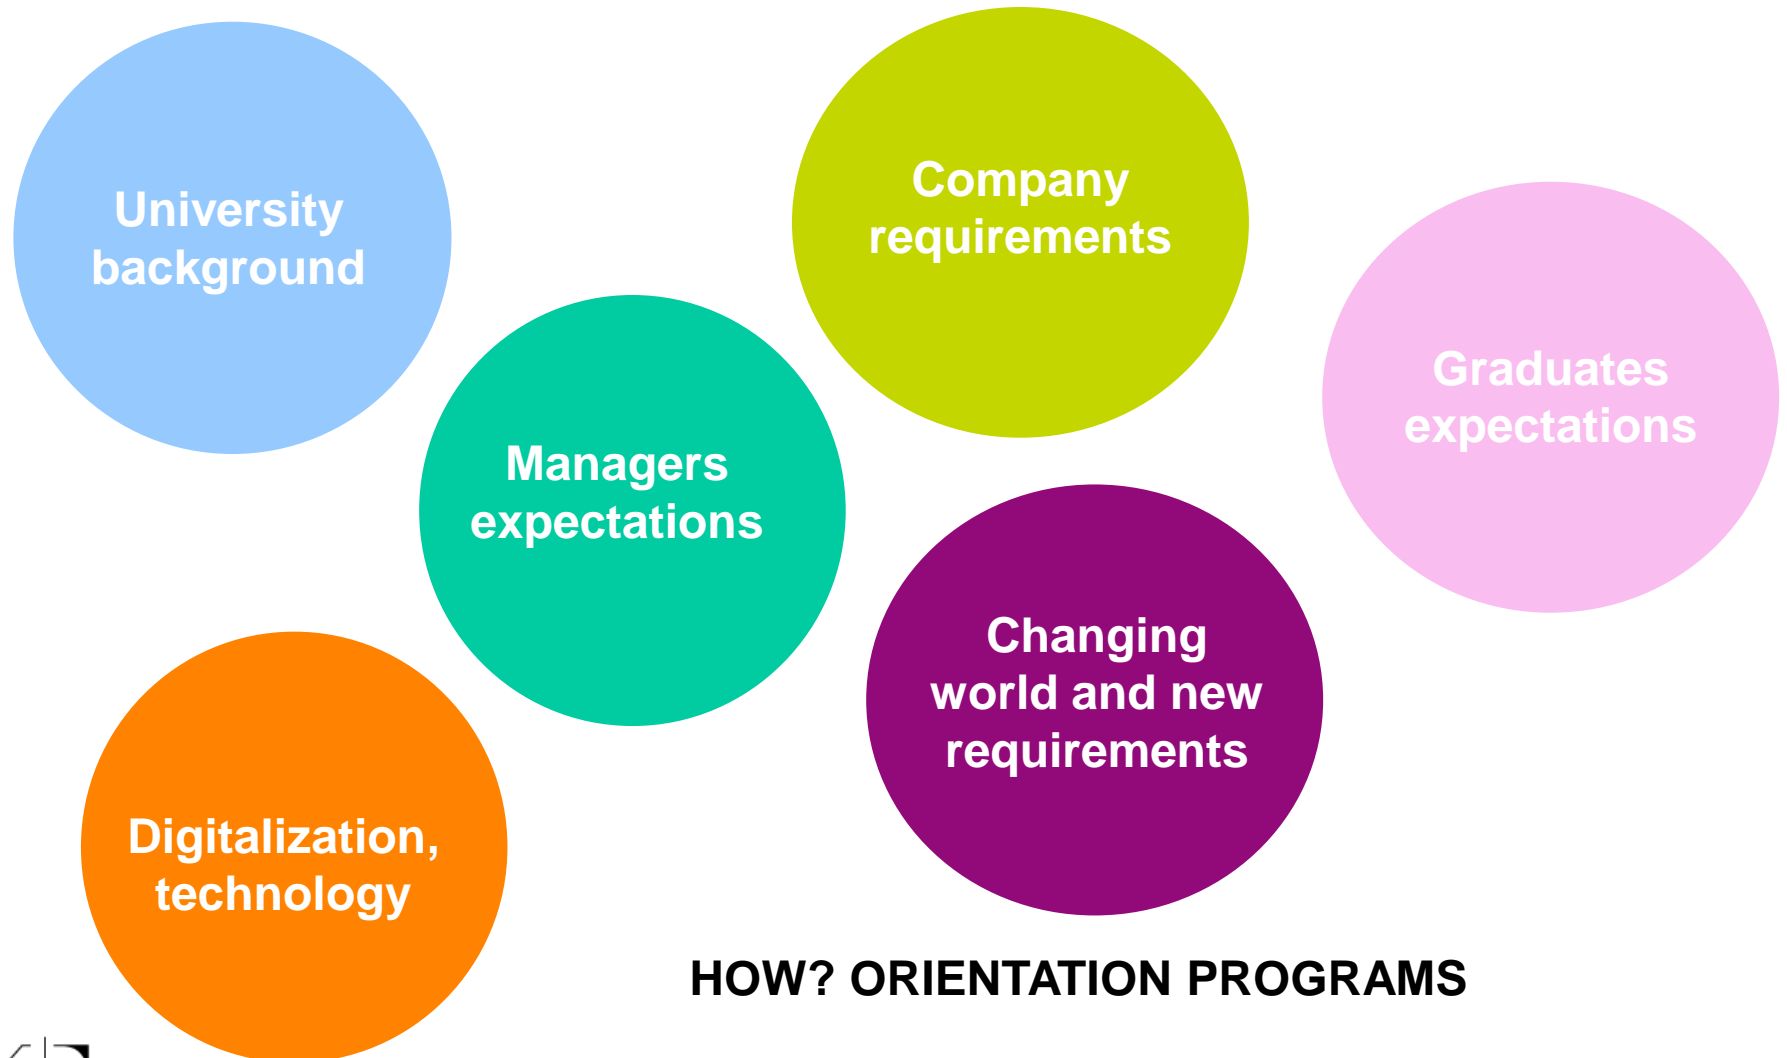 University
background
Company
requirements
Graduates
expectations
Managers
expectations
Changing
world and new
requirements
Digitalization,
technology
HOW? ORIENTATION PROGRAMS